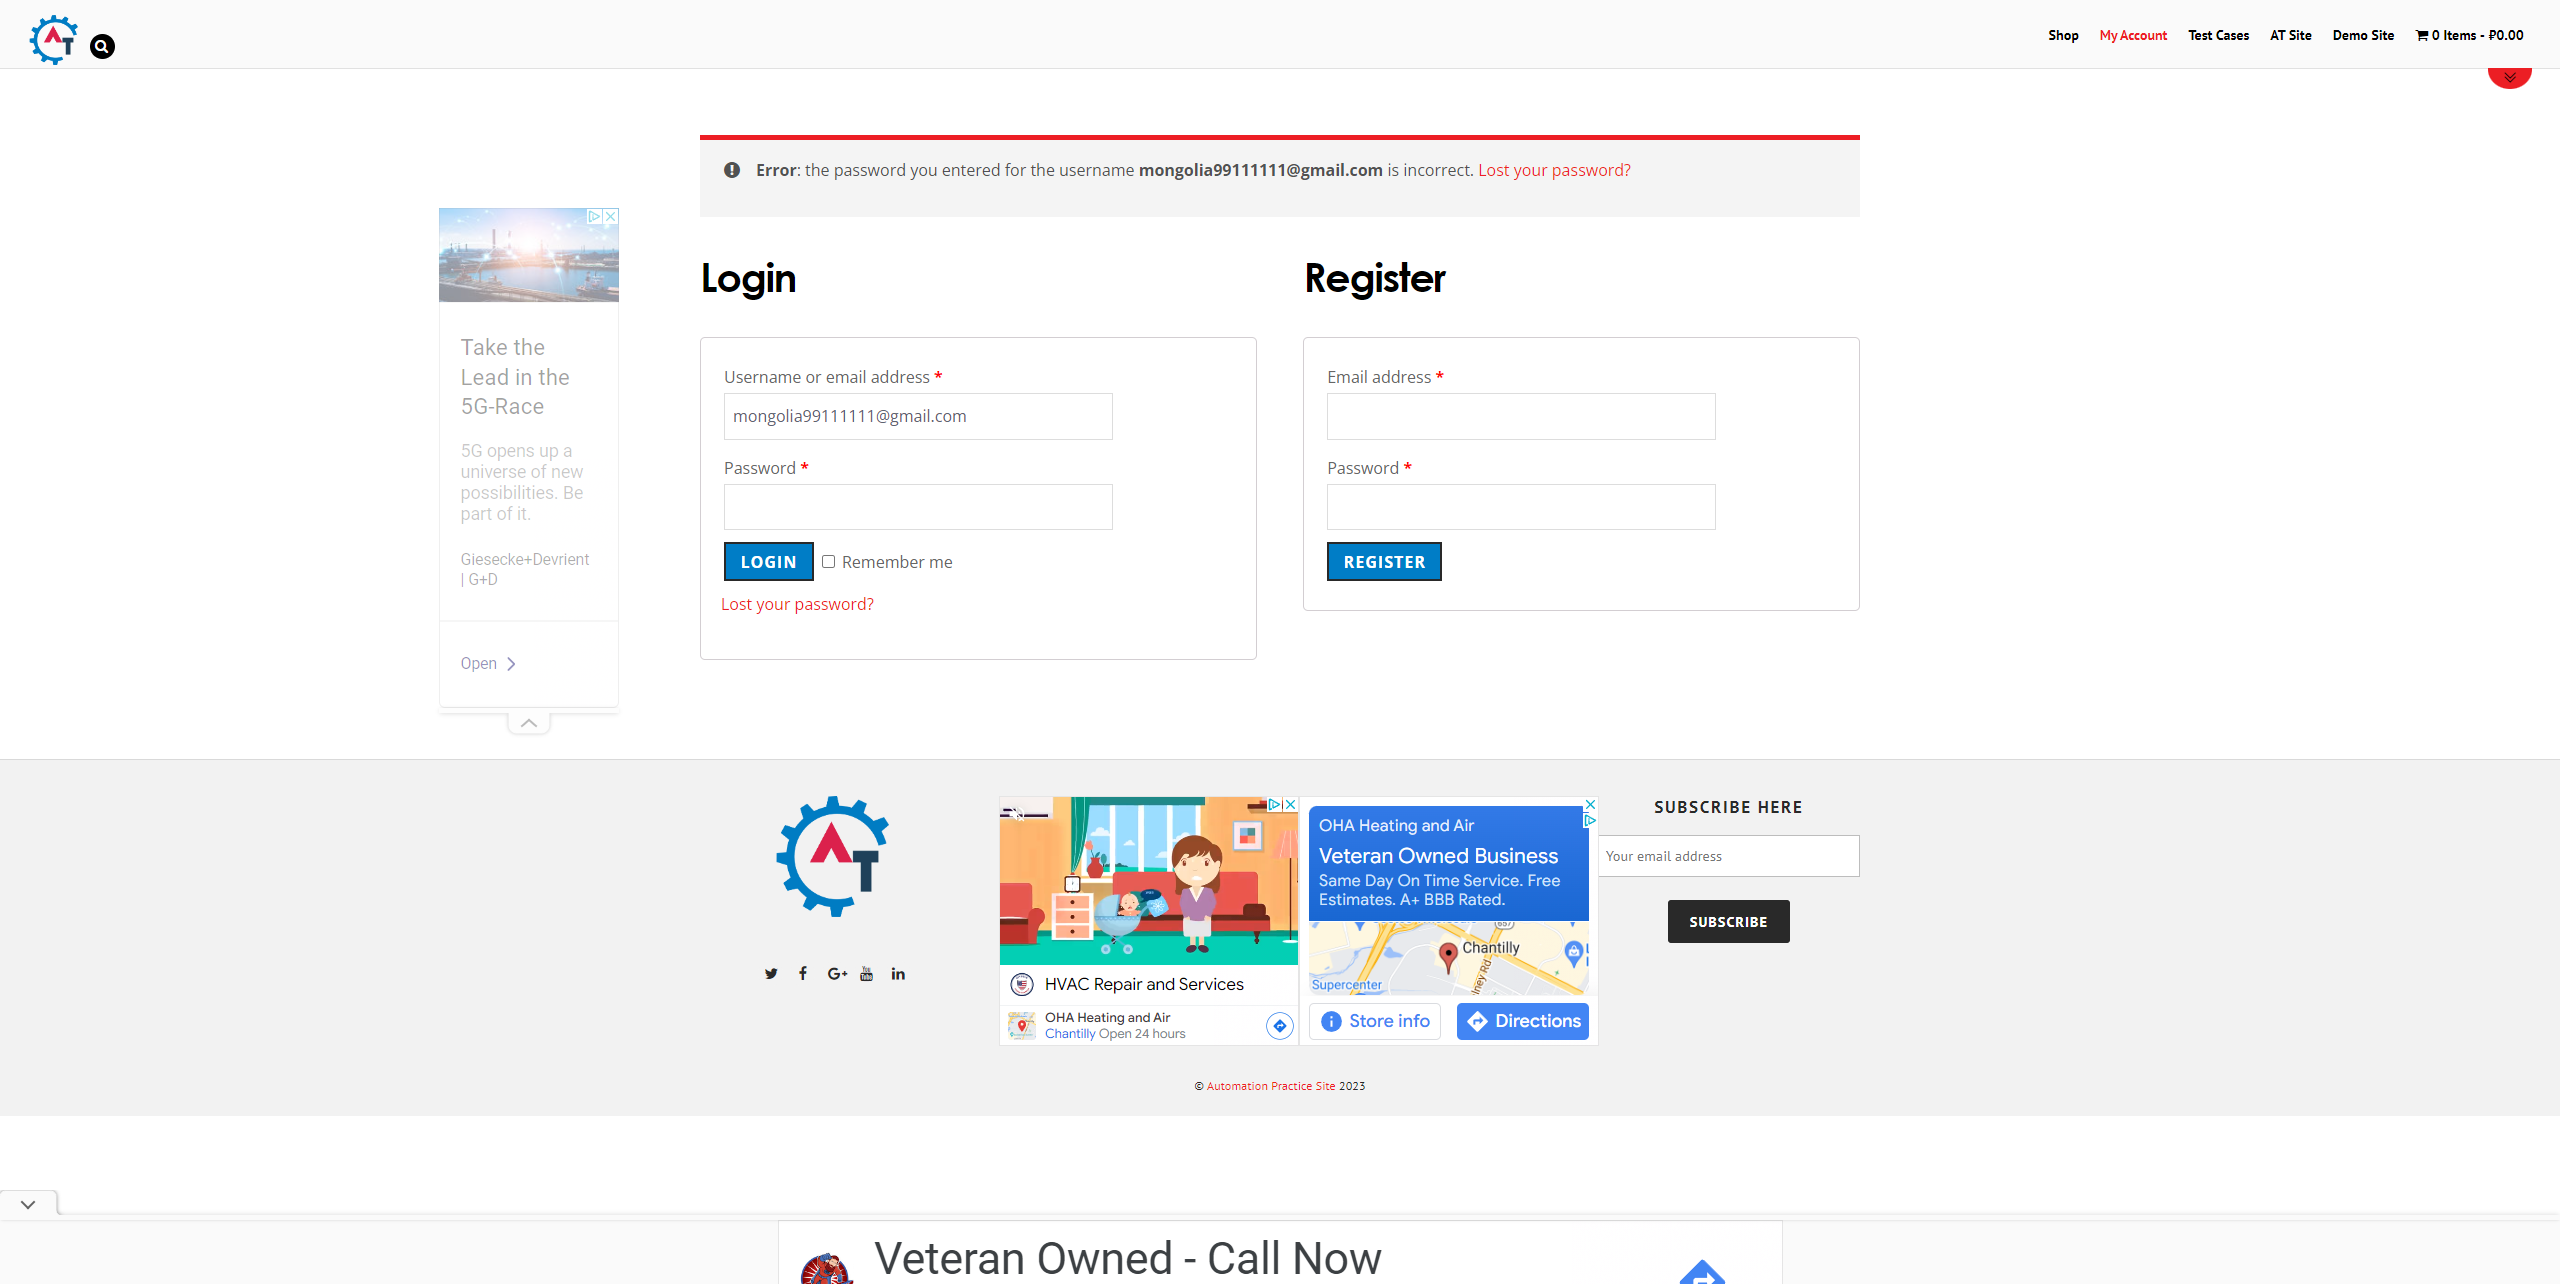 AT
Shop
My Account
Test Cases
AT Site
Demo Site
0 Items - ₽0.00
Error: the password you entered for the username mongolia99111111@gmail.com is incorrect. Lost your password?
Take the
Lead in the
5G-Race
5G opens up a
universe of new
possibilities. Be
part of it.
Giesecke+Devrient
| G+D
Open
Login
Username or email address *
mongolia99111111@gmail.com
Password *
LOGIN
Remember me
Lost your password?
Register
Email address *
Password *
REGISTER
AT
G+
You
in
HVAC Repair and Services
OHA Heating and Air
Chantilly Open 24 hours
OHA Heating and Air
Veteran Owned Business
Same Day On Time Service. Free
Estimates. A+ BBB Rated.
657
Chantilly
Supercenter
Store info
Directions
SUBSCRIBE HERE
Your email address
SUBSCRIBE
© Automation Practice Site 2023
Veteran Owned - Call Now